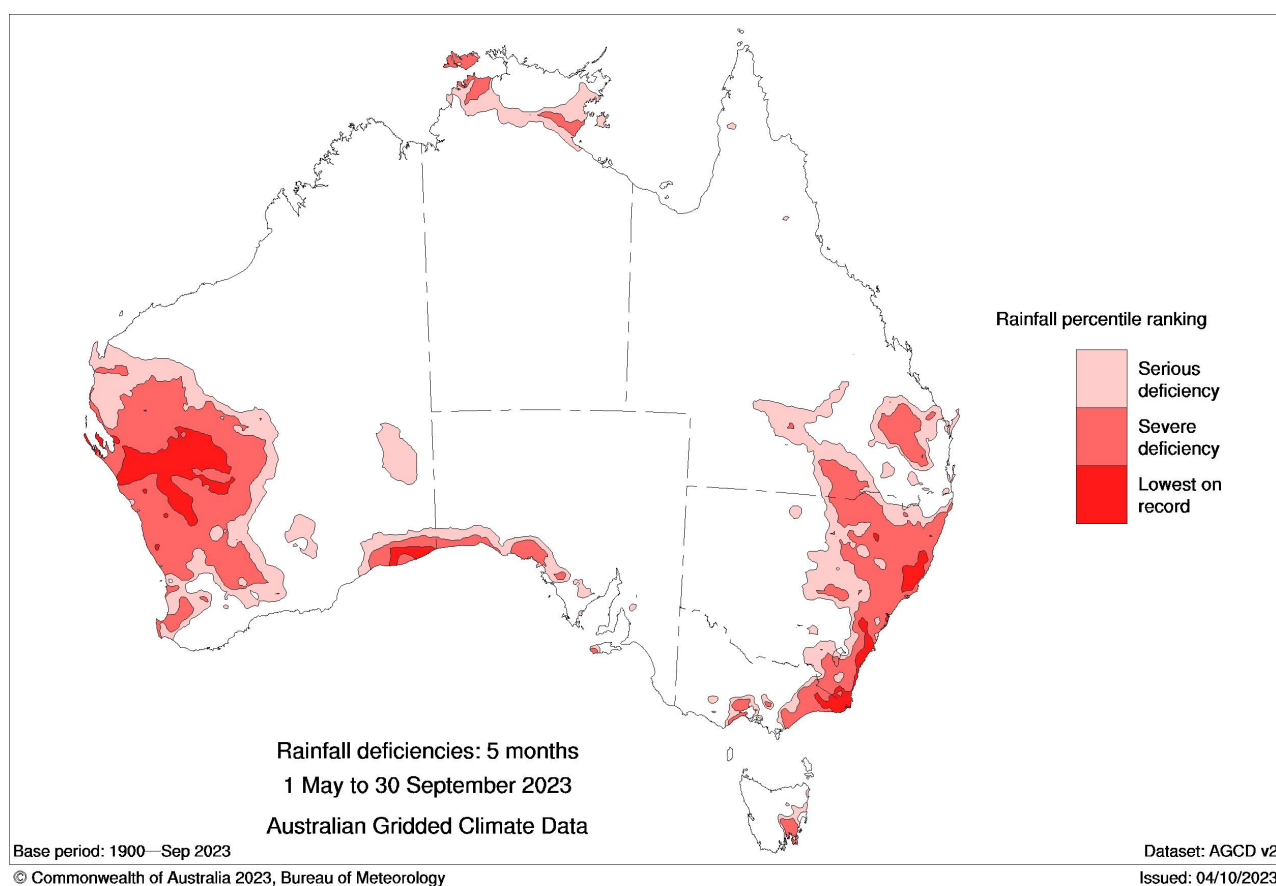 Rainfall percentile ranking
Serious
deficiency
Severe
deficiency
Lowest on
record
Rainfall deficiencies: 5 months
1 May to 30 September 2023
Australian Gridded Climate Data
Base period: 1900—Sep 2023
Dataset: AGCD v2
© Commonwealth of Australia 2023, Bureau of Meteorology
Issued: 04/10/2023